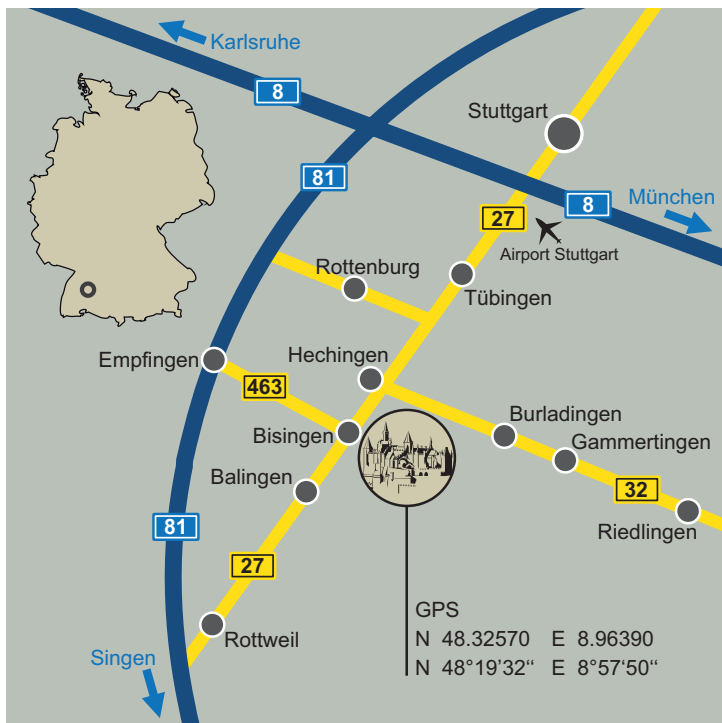 Karlsruhe
8
Stuttgart
81
München
8
27
Airport Stuttgart
Rottenburg
Tübingen
Empfingen
Hechingen
463
Burladingen
Bisingen
Gammertingen
Balingen
32
81
Riedlingen
27
GPS
Rottweil
N 48.32570 E 8.96390
Singen
N 48°19'32“ E 8°57‘50“